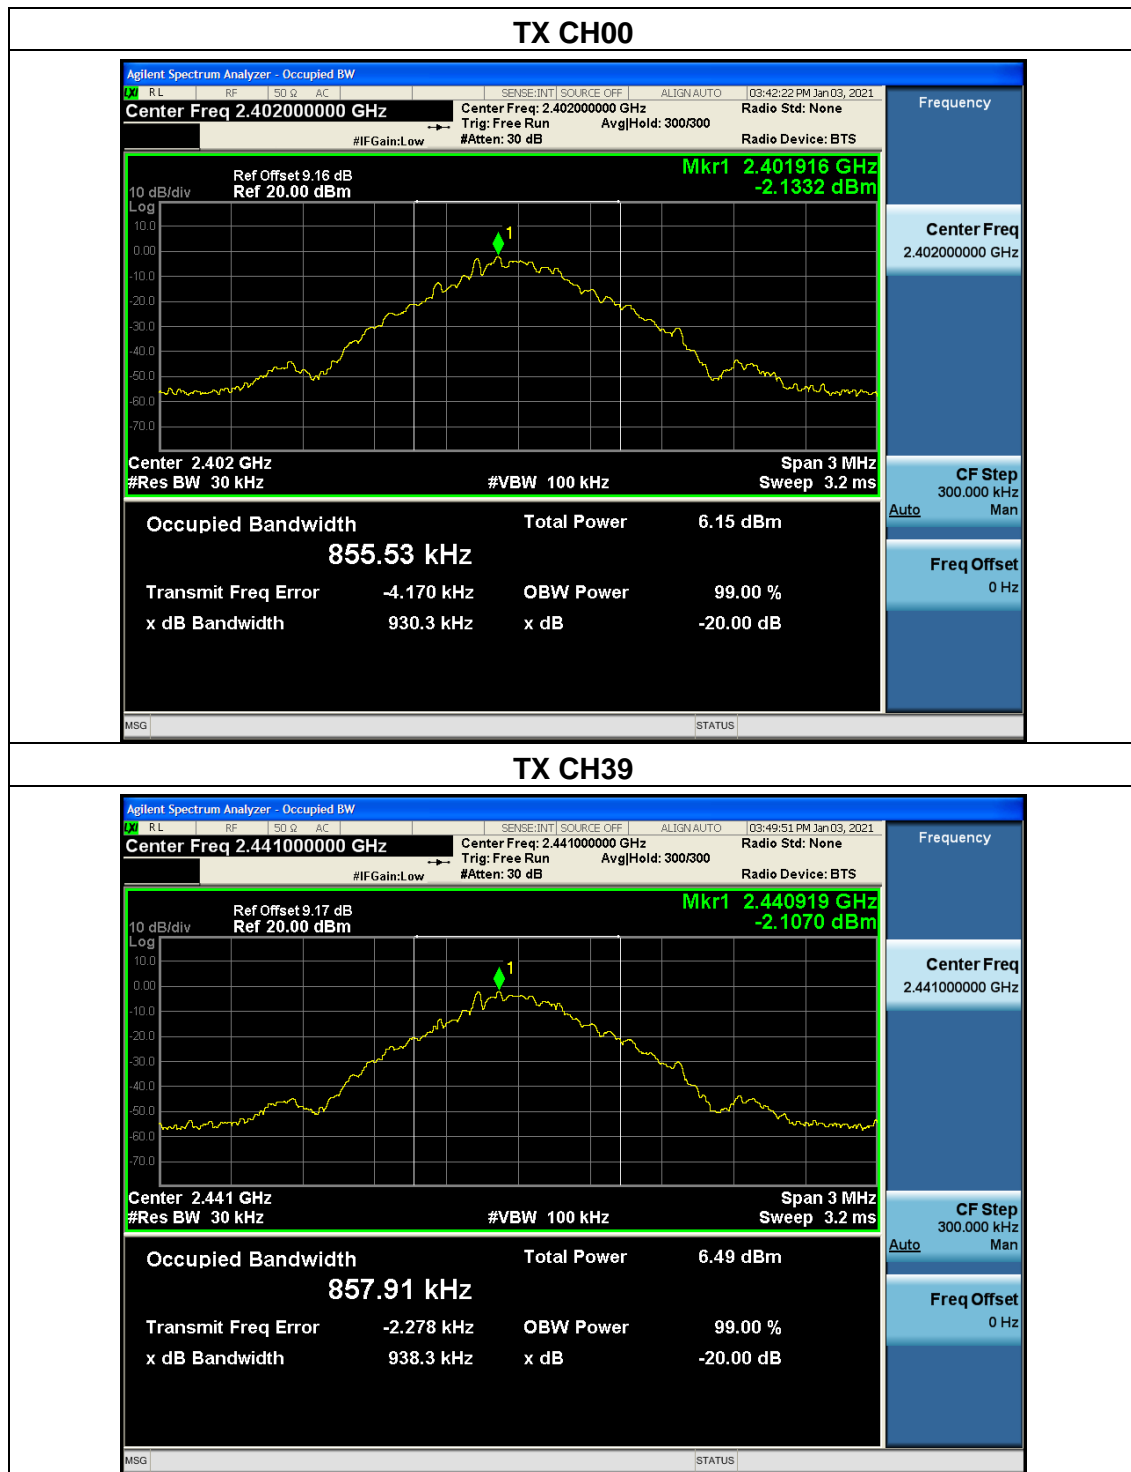 TX CH00
Agilent Spectrum Analyzer - Occupied BW
LXI RL RF 50 Ω AC SENSE:INT SOURCE OFF ALIGN AUTO 03:42:22 PM Jan 03, 2021
Center Freq 2.402000000 GHz
Center Freq: 2.402000000 GHz Radio Std: None
Trig: Free Run Avg|Hold: 300/300
#IFGain:Low #Atten: 30 dB Radio Device: BTS
Frequency
Mkr1 2.401916 GHz
-2.1332 dBm
Ref Offset 9.16 dB
10 dB/div Ref 20.00 dBm
Log
10.0
0.00
-10.0
-20.0
-30.0
-40.0
-50.0
-60.0
-70.0
1
Center Freq
2.402000000 GHz
Center 2.402 GHz Span 3 MHz
#Res BW 30 kHz #VBW 100 kHz Sweep 3.2 ms
CF Step
300.000 kHz
Auto Man
Occupied Bandwidth Total Power 6.15 dBm
855.53 kHz
Freq Offset
0 Hz
Transmit Freq Error -4.170 kHz OBW Power 99.00 %
x dB Bandwidth 930.3 kHz x dB -20.00 dB
MSG STATUS
TX CH39
Agilent Spectrum Analyzer - Occupied BW
LXI RL RF 50 Ω AC SENSE:INT SOURCE OFF ALIGN AUTO 03:49:51 PM Jan 03, 2021
Center Freq 2.441000000 GHz
Center Freq: 2.441000000 GHz Radio Std: None
Trig: Free Run Avg|Hold: 300/300
#IFGain:Low #Atten: 30 dB Radio Device: BTS
Frequency
Mkr1 2.440919 GHz
-2.1070 dBm
Ref Offset 9.17 dB
10 dB/div Ref 20.00 dBm
Log
10.0
0.00
-10.0
-20.0
-30.0
-40.0
-50.0
-60.0
-70.0
1
Center Freq
2.441000000 GHz
Center 2.441 GHz Span 3 MHz
#Res BW 30 kHz #VBW 100 kHz Sweep 3.2 ms
CF Step
300.000 kHz
Auto Man
Occupied Bandwidth Total Power 6.49 dBm
857.91 kHz
Freq Offset
0 Hz
Transmit Freq Error -2.278 kHz OBW Power 99.00 %
x dB Bandwidth 938.3 kHz x dB -20.00 dB
MSG STATUS